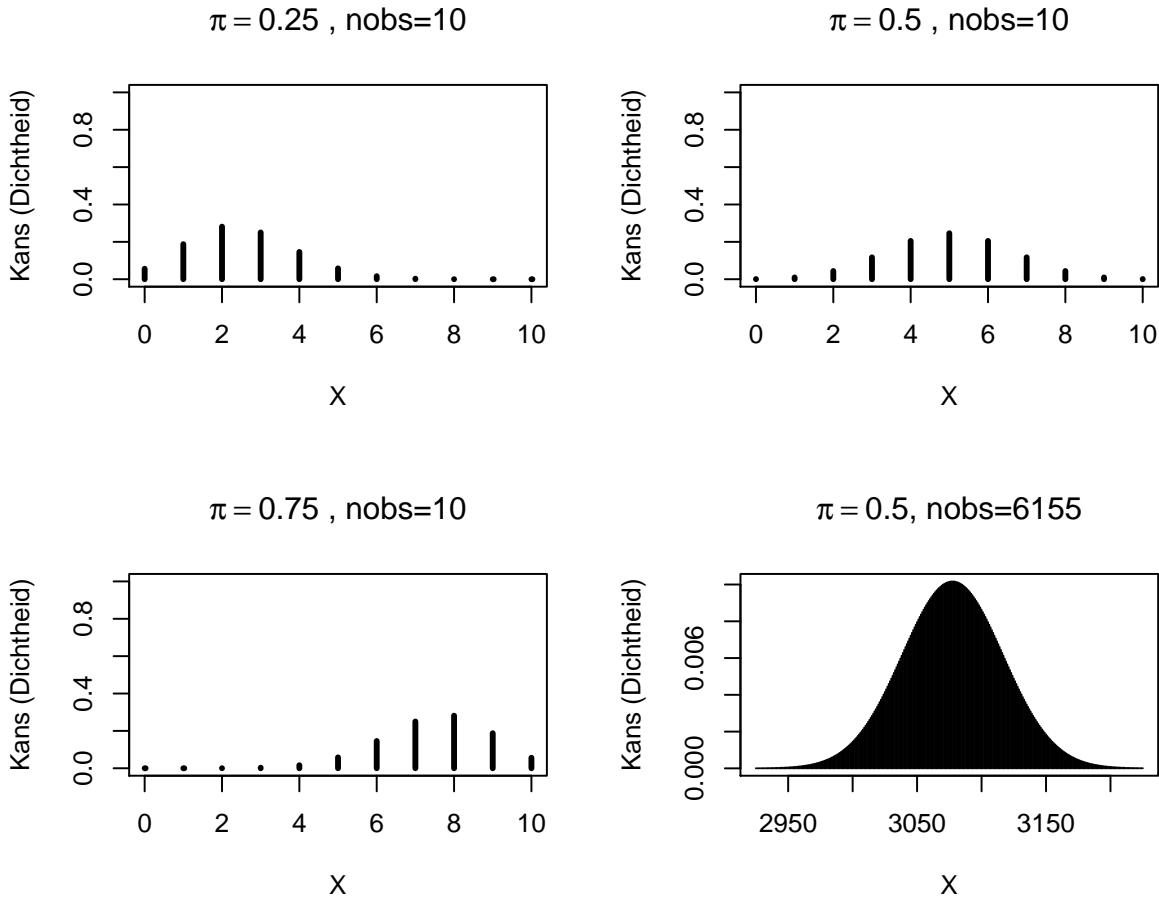 π = 0.25 , nobs=10
Kans (Dichtheid)
0.0 0.4 0.8
0 2 4 6 8 10
X
π = 0.5 , nobs=10
Kans (Dichtheid)
0.0 0.4 0.8
0 2 4 6 8 10
X
π = 0.75 , nobs=10
Kans (Dichtheid)
0.0 0.4 0.8
0 2 4 6 8 10
X
π = 0.5, nobs=6155
Kans (Dichtheid)
0.000 0.006
2950 3050 3150
X